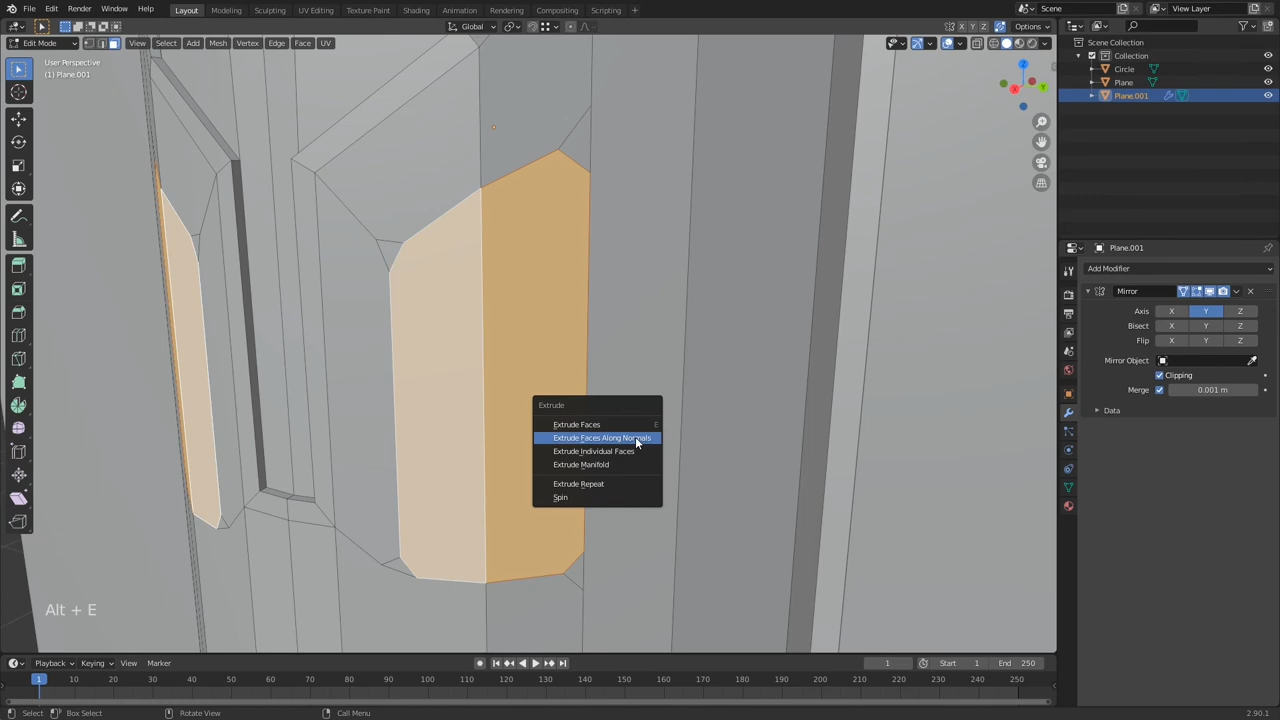 File Edit Render Window Help Layout Modeling Sculpting UV Editing Texture Paint Shading Animation Rendering Compositing Scripting + Scene View Layer
Global X Y Z Options
Edit Mode View Select Add Mesh Vertex Edge Face UV
User Perspective
(1) Plane.001
Z
Y
X
Scene Collection
Collection
Circle
Plane
Plane.001
Plane.001
Add Modifier
Mirror
Axis X Y Z
Bisect X Y Z
Flip X Y Z
Mirror Object
Clipping
Merge 0.001 m
Data
Extrude
Extrude Faces E
Extrude Faces Along Normals
Extrude Individual Faces
Extrude Manifold
Extrude Repeat
Spin
Alt + E
Playback Keying View Marker 1 Start 1 End 250
1 10 20 30 40 50 60 70 80 90 100 110 120 130 140 150 160 170 180 190 200 210 220 230 240 250
Select Box Select Rotate View Call Menu 2.90.1